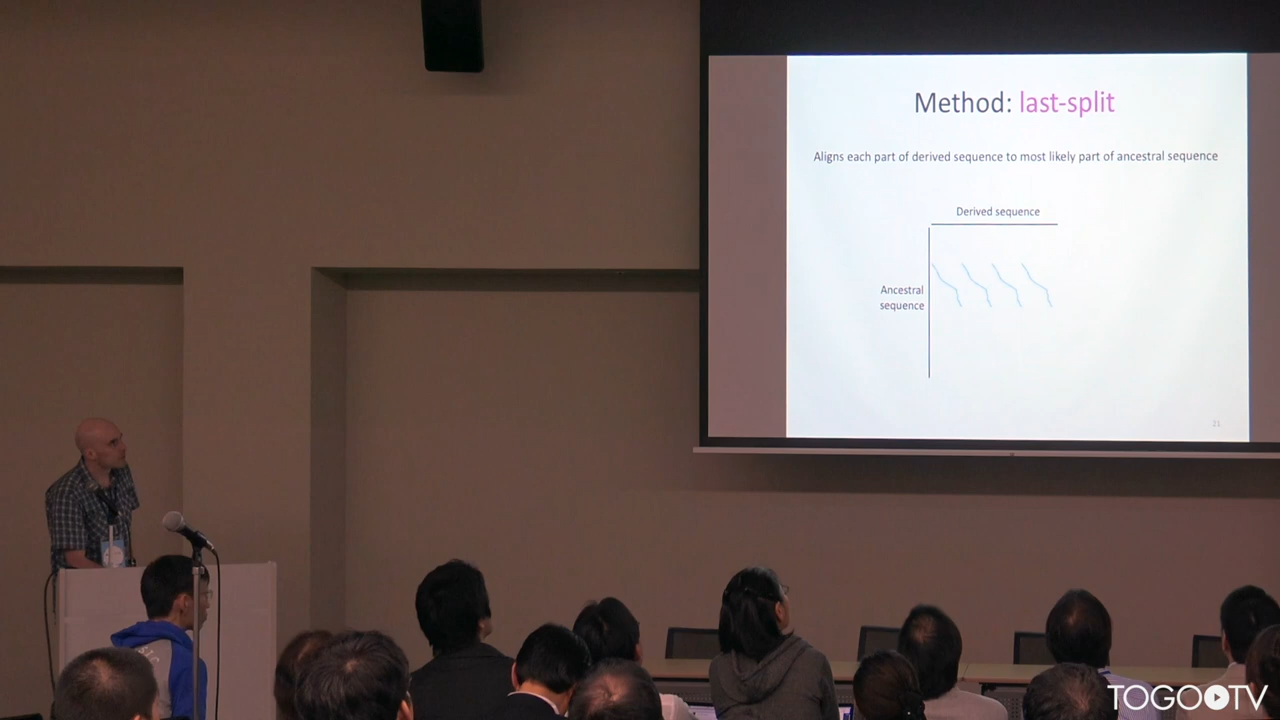 Method: last-split
Aligns each part of derived sequence to most likely part of ancestral sequence
Derived sequence
Ancestral
sequence
21
TOGOTV